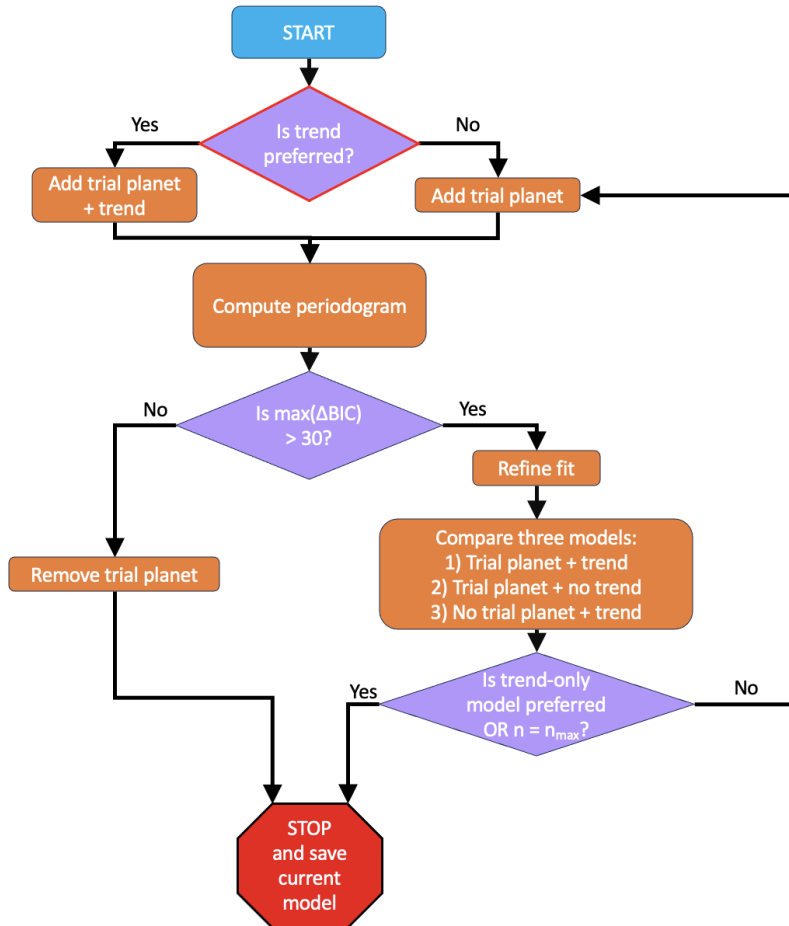 START
Yes
Is trend
preferred?
No
Add trial planet
+ trend
Add trial planet
Compute periodogram
No
Is max(ΔBIC)
> 30?
Yes
Refine fit
Compare three models:
1) Trial planet + trend
2) Trial planet + no trend
3) No trial planet + trend
Remove trial planet
Yes
Is trend-only
model preferred
OR n = nₘₐₓ?
No
STOP
and save
current
model